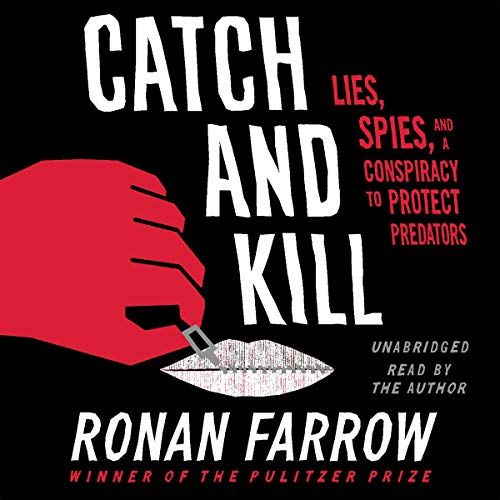 CATCH
AND
KILL
LIES,
SPIES, AND A
CONSPIRACY
TO PROTECT
PREDATORS
UNABRIDGED
READ BY
THE AUTHOR
RONAN FARROW
WINNER OF THE PULITZER PRIZE